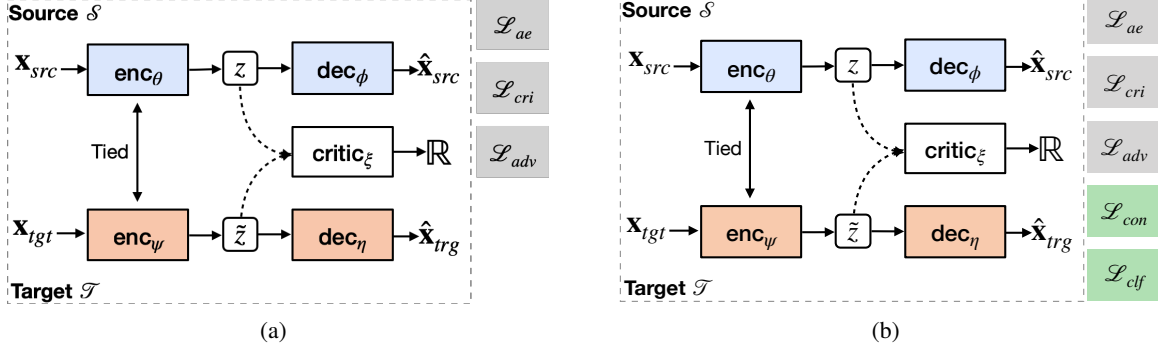 Source 𝒮
x_src enc_θ z dec_ϕ x̂_src
Tied critic_ξ ℝ
x_tgt enc_ψ z̃ dec_η x̂_trg
Target 𝒯
ℒ_ae
ℒ_cri
ℒ_adv
(a)
Source 𝒮
x_src enc_θ z dec_ϕ x̂_src
Tied critic_ξ ℝ
x_tgt enc_ψ z̃ dec_η x̂_trg
Target 𝒯
ℒ_ae
ℒ_cri
ℒ_adv
ℒ_con
ℒ_clf
(b)